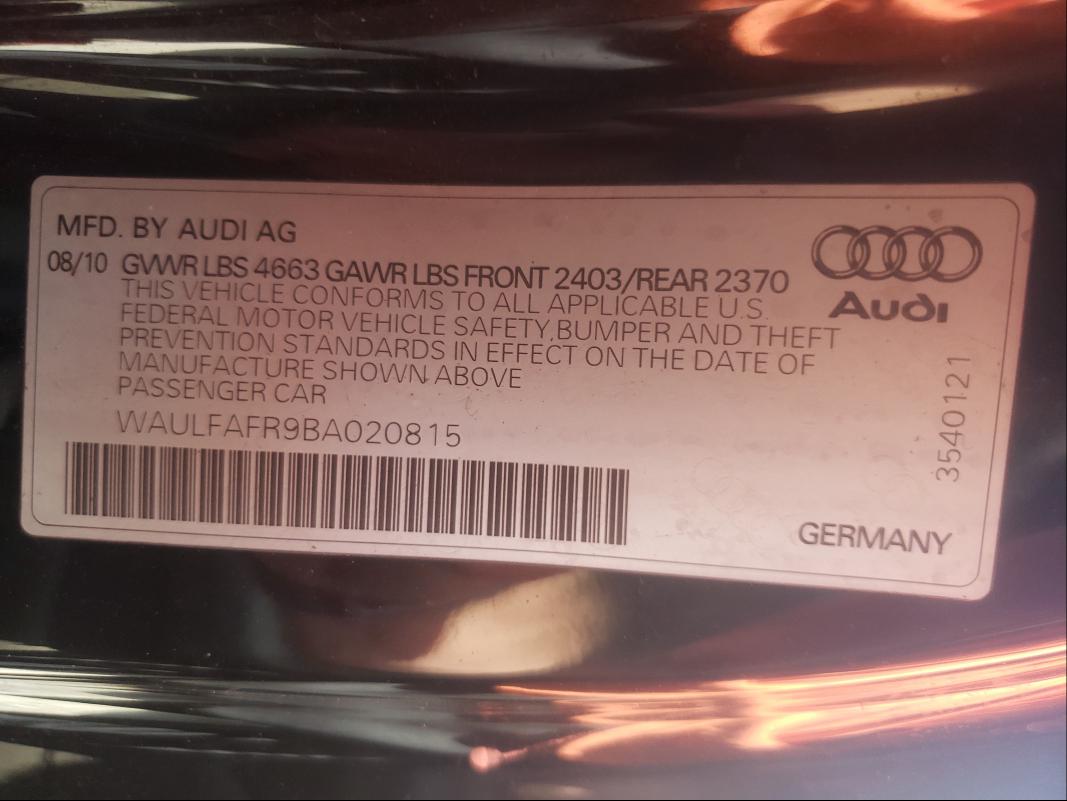 MFD. BY AUDI AG
08/10 GVWR LBS 4663 GAWR LBS FRONT 2403/REAR 2370
THIS VEHICLE CONFORMS TO ALL APPLICABLE U.S.
FEDERAL MOTOR VEHICLE SAFETY, BUMPER AND THEFT
PREVENTION STANDARDS IN EFFECT ON THE DATE OF
MANUFACTURE SHOWN ABOVE
PASSENGER CAR
WAULFAFR9BA020815
Audi
3540121
GERMANY